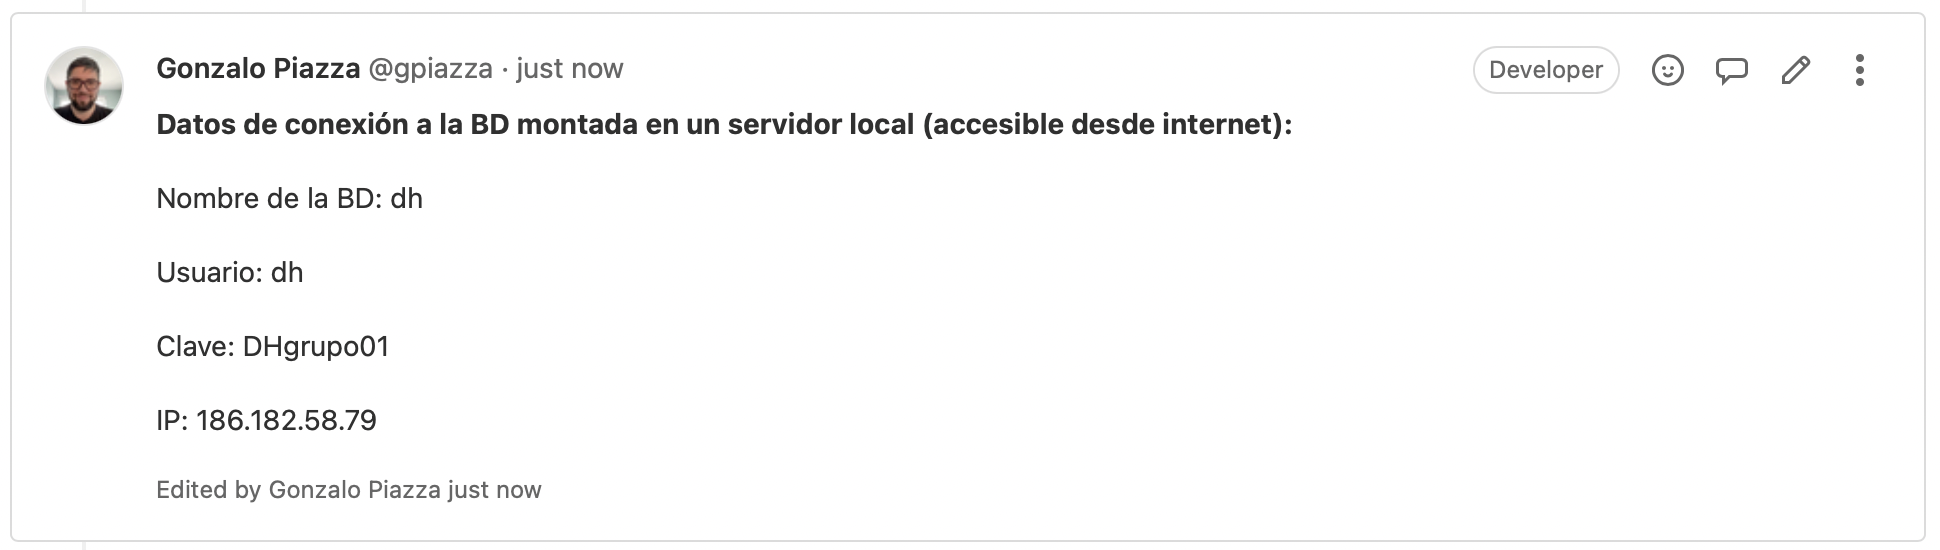 Gonzalo Piazza @gpiazza · just now
Developer
Datos de conexión a la BD montada en un servidor local (accesible desde internet):
Nombre de la BD: dh
Usuario: dh
Clave: DHgrupo01
IP: 186.182.58.79
Edited by Gonzalo Piazza just now